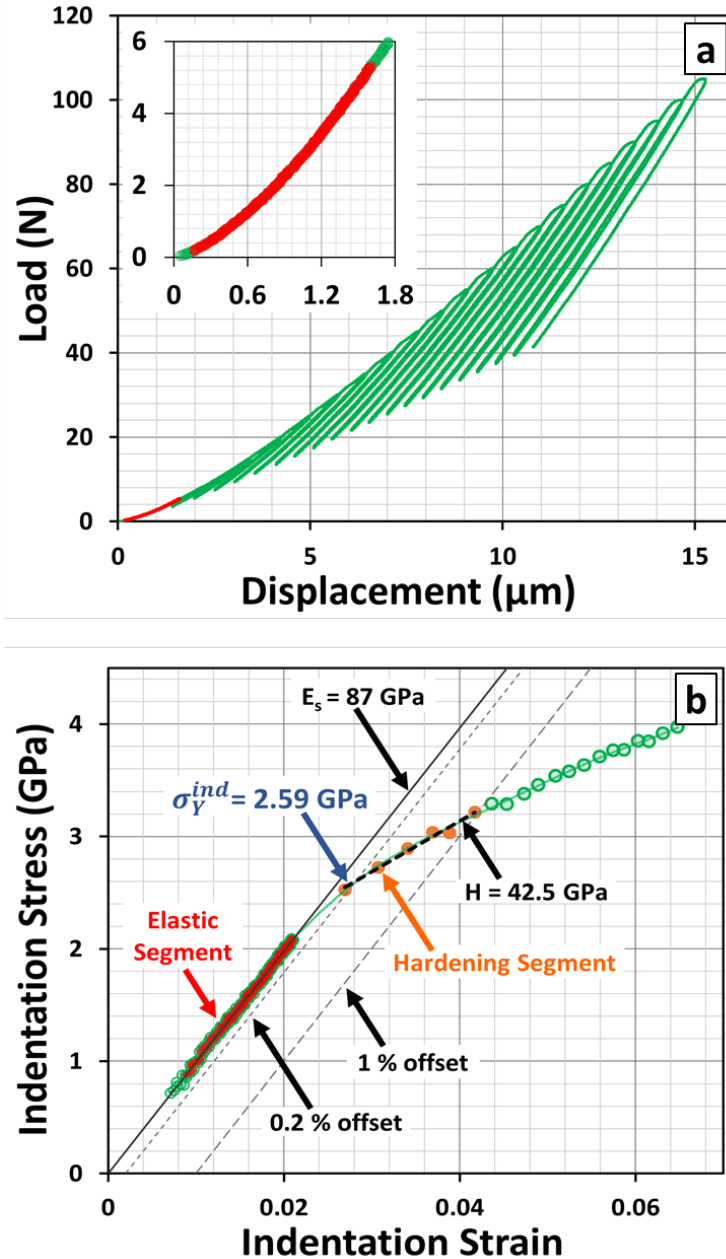 a
6
4
2
0
0 0.6 1.2 1.8
120
100
80
60
40
20
0
0 5 10 15
Load (N)
Displacement (µm)
b
E_s = 87 GPa
σ_Y^ind = 2.59 GPa
Elastic
Segment
H = 42.5 GPa
Hardening Segment
1 % offset
0.2 % offset
4
3
2
1
0
0 0.02 0.04 0.06
Indentation Stress (GPa)
Indentation Strain